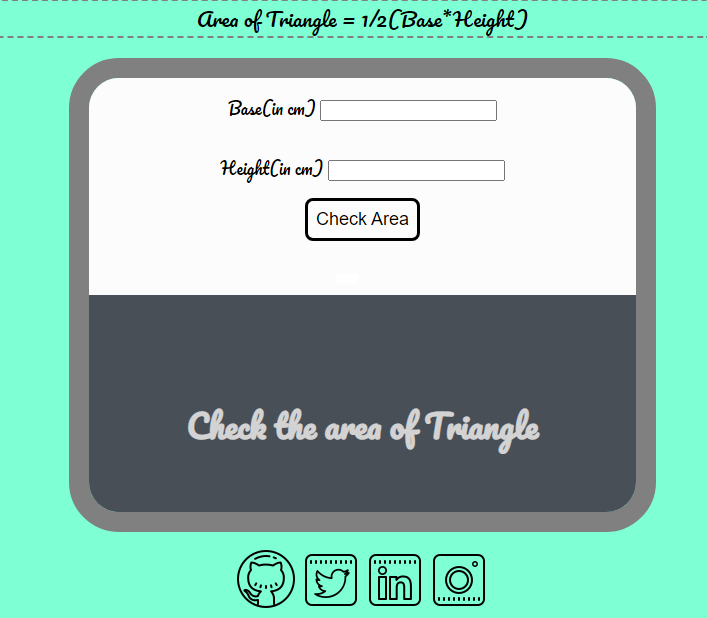 Area of Triangle = 1/2(Base*Height)
Base(in cm)
Height(in cm)
Check Area
Check the area of Triangle
in